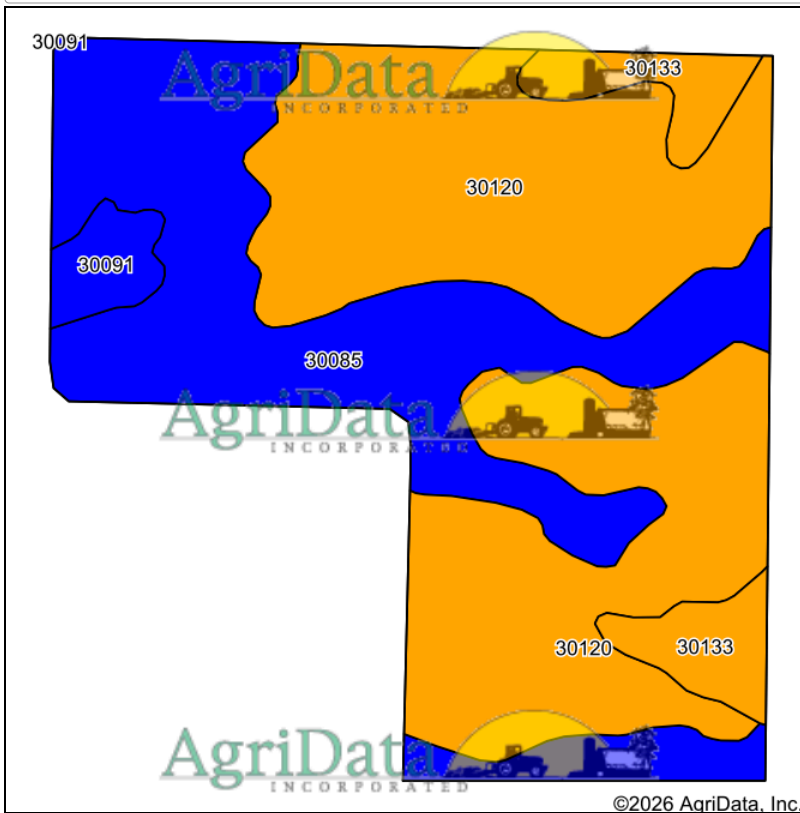 30091
AgriData
INCORPORATED
30133
30120
30091
30085
AgriData
INCORPORATED
30120
30133
AgriData
INCORPORATED
©2026 AgriData, Inc.